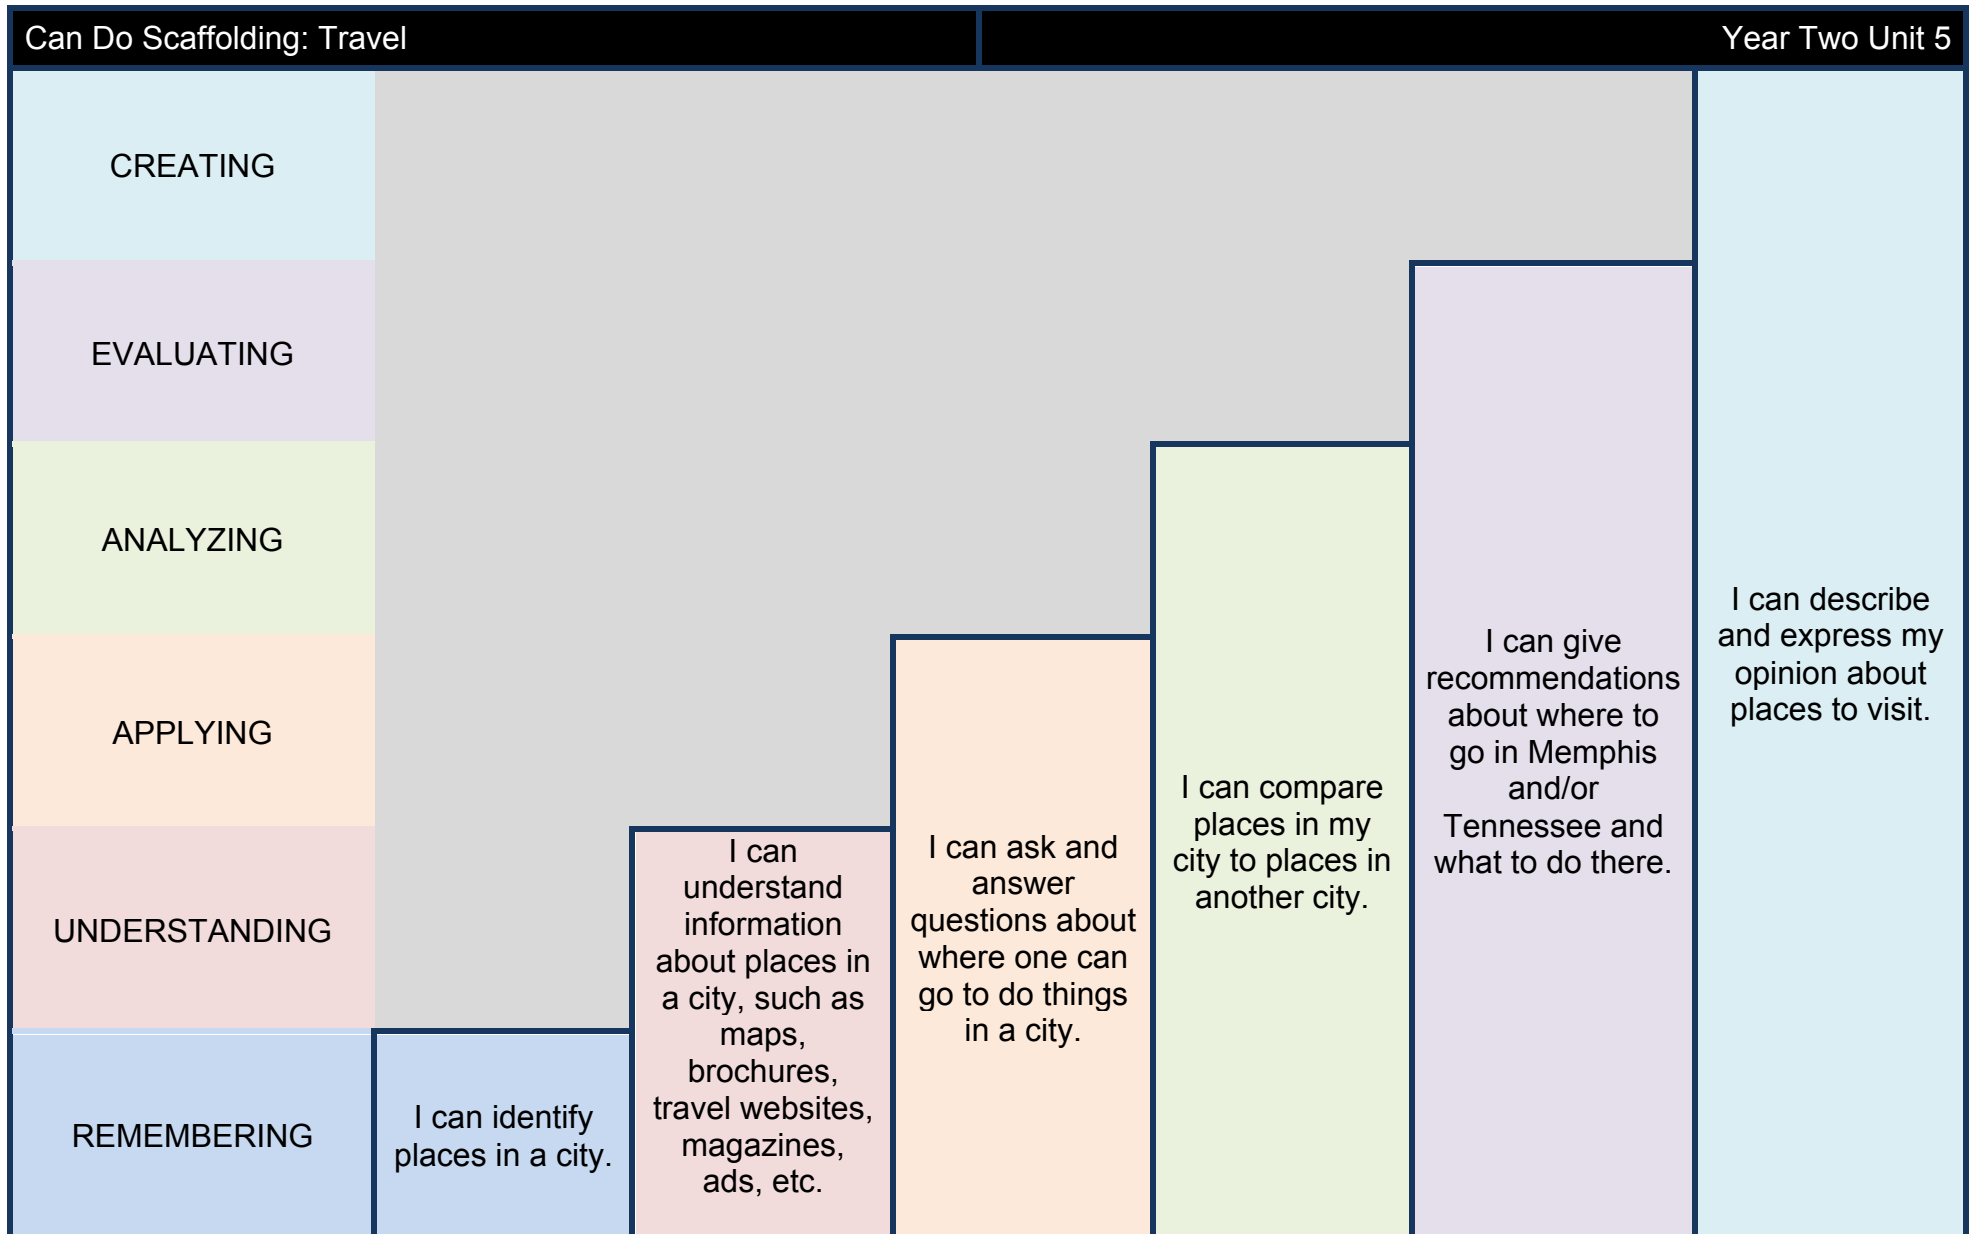 Can Do Scaffolding: Travel
Year Two Unit 5
CREATING
EVALUATING
ANALYZING
APPLYING
UNDERSTANDING
REMEMBERING
I can identify
places in a city.
I can
understand
information
about places in
a city, such as
maps,
brochures,
travel websites,
magazines,
ads, etc.
I can ask and
answer
questions about
where one can
go to do things
in a city.
I can compare
places in my
city to places in
another city.
I can give
recommendations
about where to
go in Memphis
and/or
Tennessee and
what to do there.
I can describe
and express my
opinion about
places to visit.